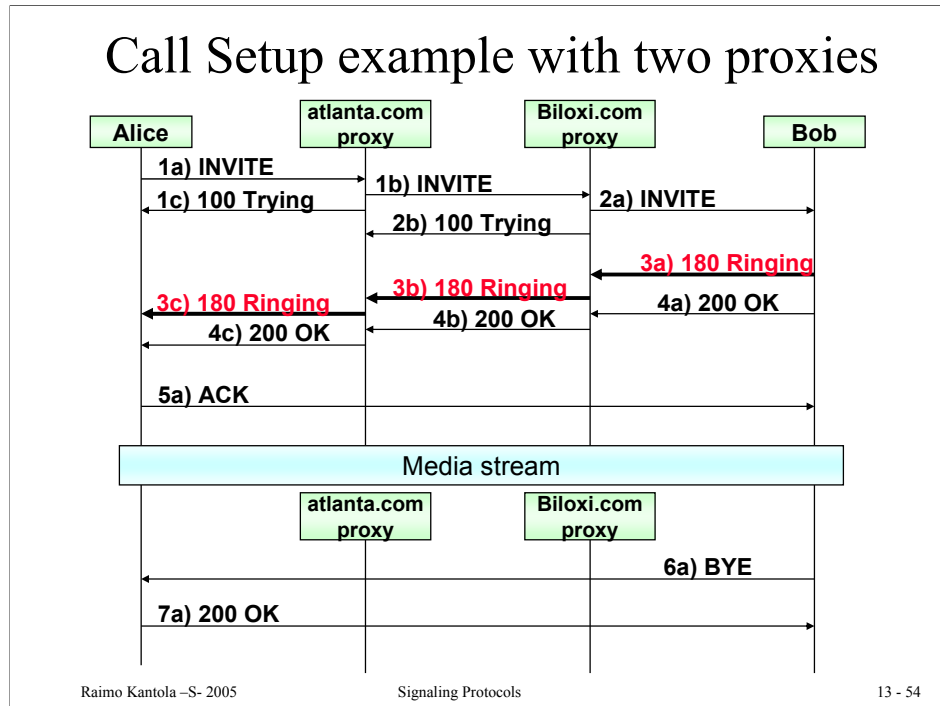 Call Setup example with two proxies
Alice
atlanta.com
proxy
Biloxi.com
proxy
Bob
1a) INVITE
1b) INVITE
1c) 100 Trying
2a) INVITE
2b) 100 Trying
3a) 180 Ringing
3b) 180 Ringing
3c) 180 Ringing
4a) 200 OK
4b) 200 OK
4c) 200 OK
5a) ACK
Media stream
atlanta.com
proxy
Biloxi.com
proxy
6a) BYE
7a) 200 OK
Raimo Kantola –S- 2005
Signaling Protocols
13 - 54